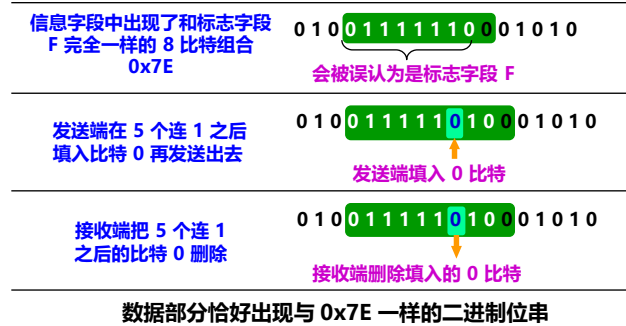 信息字段中出现了和标志字段
F 完全一样的 8 比特组合
0x7E
0 1 0 0 1 1 1 1 1 1 0 0 0 1 0 1 0
会被误认为是标志字段 F
发送端在 5 个连 1 之后
填入比特 0 再发送出去
0 1 0 0 1 1 1 1 1 0 1 0 0 0 1 0 1 0
发送端填入 0 比特
接收端把 5 个连 1
之后的比特 0 删除
0 1 0 0 1 1 1 1 1 0 1 0 0 0 1 0 1 0
接收端删除填入的 0 比特
数据部分恰好出现与 0x7E 一样的二进制位串